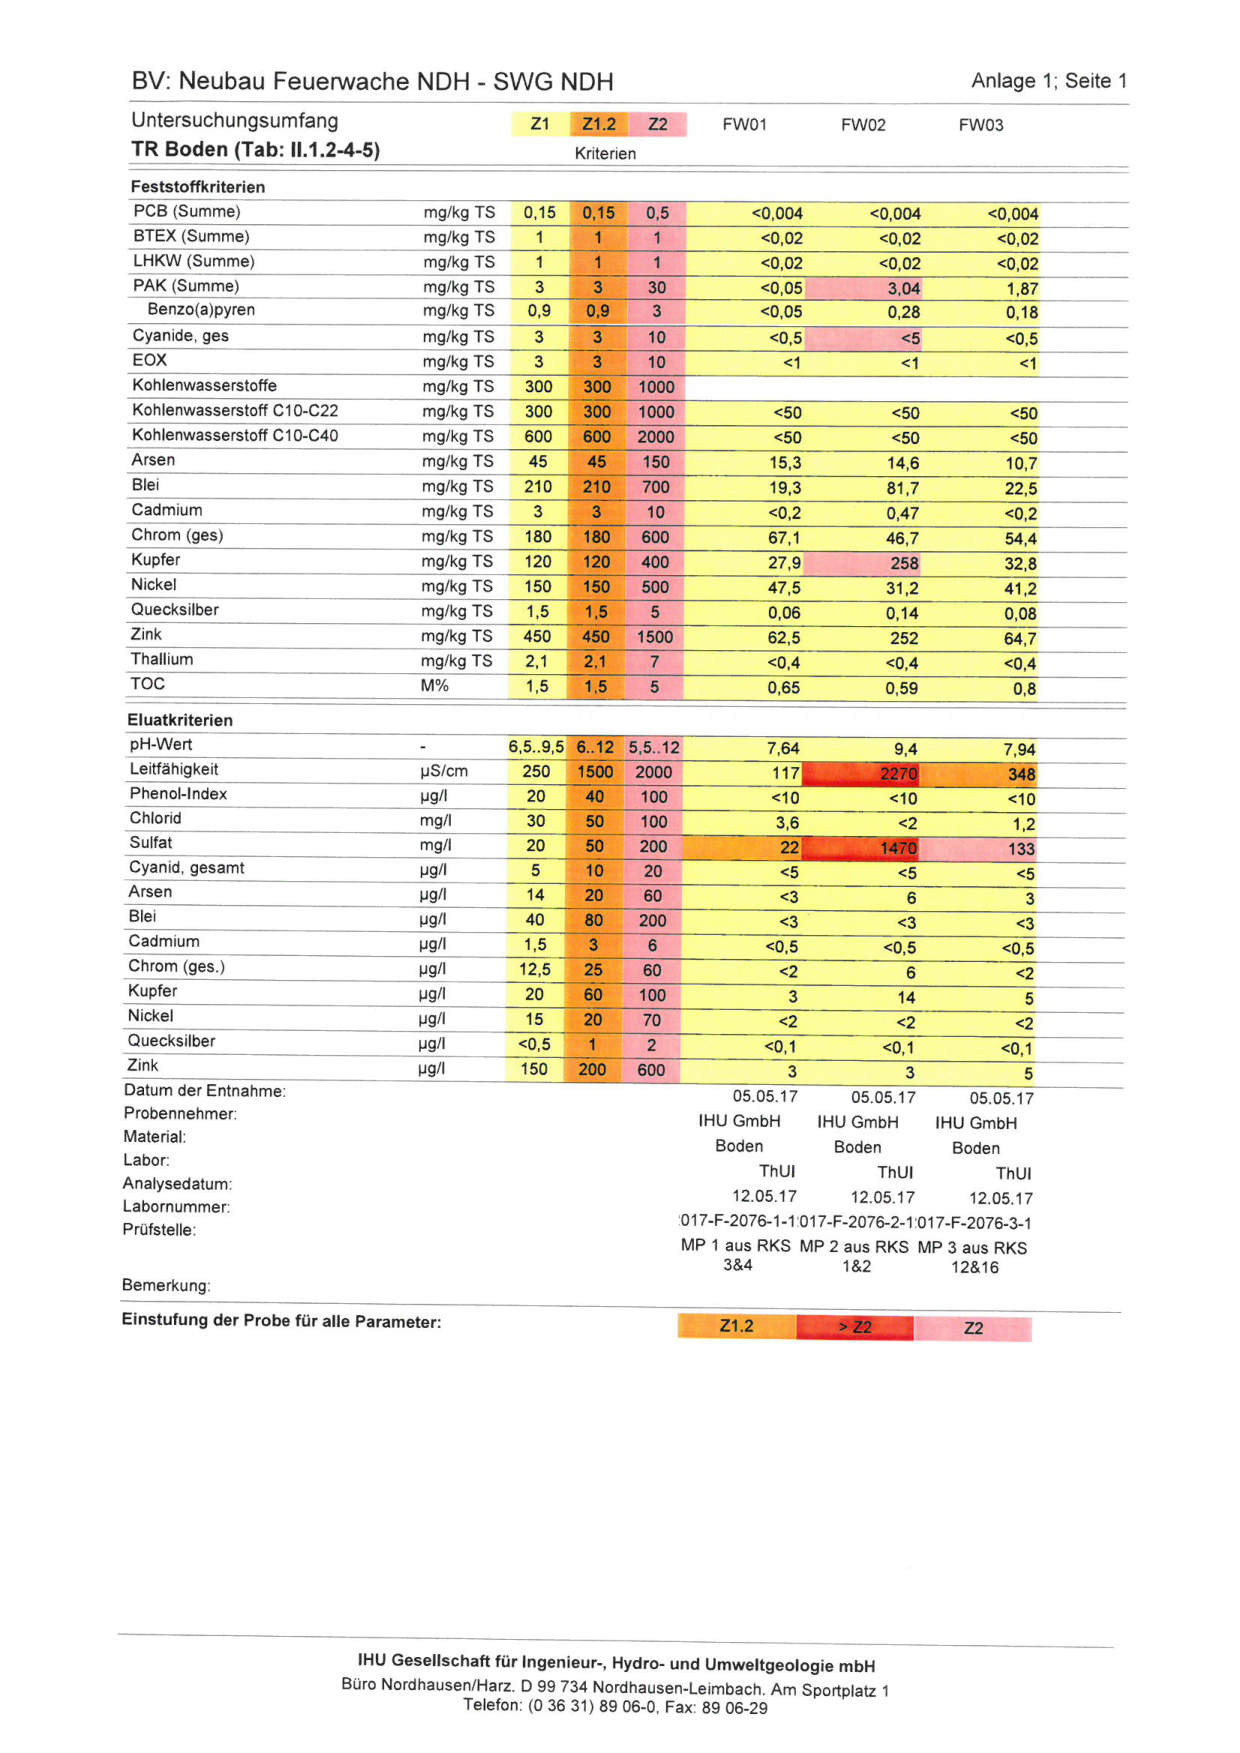 BV: Neubau Feuerwache NDH - SWG NDH Anlage 1; Seite 1
Untersuchungsumfang Z1 Z1.2 Z2 FW01 FW02 FW03
TR Boden (Tab: II.1.2-4-5) Kriterien
Feststoffkriterien
PCB (Summe) mg/kg TS 0,15 0,15 0,5 <0,004 <0,004 <0,004
BTEX (Summe) mg/kg TS 1 1 1 <0,02 <0,02 <0,02
LHKW (Summe) mg/kg TS 1 1 1 <0,02 <0,02 <0,02
PAK (Summe) mg/kg TS 3 3 30 <0,05 3,04 1,87
Benzo(a)pyren mg/kg TS 0,9 0,9 3 <0,05 0,28 0,18
Cyanide, ges mg/kg TS 3 3 10 <0,5 <5 <0,5
EOX mg/kg TS 3 3 10 <1 <1 <1
Kohlenwasserstoffe mg/kg TS 300 300 1000
Kohlenwasserstoff C10-C22 mg/kg TS 300 300 1000 <50 <50 <50
Kohlenwasserstoff C10-C40 mg/kg TS 600 600 2000 <50 <50 <50
Arsen mg/kg TS 45 45 150 15,3 14,6 10,7
Blei mg/kg TS 210 210 700 19,3 81,7 22,5
Cadmium mg/kg TS 3 3 10 <0,2 0,47 <0,2
Chrom (ges) mg/kg TS 180 180 600 67,1 46,7 54,4
Kupfer mg/kg TS 120 120 400 27,9 258 32,8
Nickel mg/kg TS 150 150 500 47,5 31,2 41,2
Quecksilber mg/kg TS 1,5 1,5 5 0,06 0,14 0,08
Zink mg/kg TS 450 450 1500 62,5 252 64,7
Thallium mg/kg TS 2,1 2,1 7 <0,4 <0,4 <0,4
TOC M% 1,5 1,5 5 0,65 0,59 0,8
Eluatkriterien
pH-Wert - 6,5..9,5 6..12 5,5..12 7,64 9,4 7,94
Leitfähigkeit µS/cm 250 1500 2000 117 2270 348
Phenol-Index µg/l 20 40 100 <10 <10 <10
Chlorid mg/l 30 50 100 3,6 <2 1,2
Sulfat mg/l 20 50 200 22 1470 133
Cyanid, gesamt µg/l 5 10 20 <5 <5 <5
Arsen µg/l 14 20 60 <3 6 3
Blei µg/l 40 80 200 <3 <3 <3
Cadmium µg/l 1,5 3 6 <0,5 <0,5 <0,5
Chrom (ges.) µg/l 12,5 25 60 <2 6 <2
Kupfer µg/l 20 60 100 3 14 5
Nickel µg/l 15 20 70 <2 <2 <2
Quecksilber µg/l <0,5 1 2 <0,1 <0,1 <0,1
Zink µg/l 150 200 600 3 3 5
Datum der Entnahme: 05.05.17 05.05.17 05.05.17
Probennehmer: IHU GmbH IHU GmbH IHU GmbH
Material: Boden Boden Boden
Labor: ThUI ThUI ThUI
Analysedatum: 12.05.17 12.05.17 12.05.17
Labornummer: 017-F-2076-1-1 017-F-2076-2-1 017-F-2076-3-1
Prüfstelle: MP 1 aus RKS MP 2 aus RKS MP 3 aus RKS
3&4 1&2 12&16
Bemerkung:
Einstufung der Probe für alle Parameter: Z1.2 > Z2 Z2
IHU Gesellschaft für Ingenieur-, Hydro- und Umweltgeologie mbH
Büro Nordhausen/Harz. D 99 734 Nordhausen-Leimbach. Am Sportplatz 1
Telefon: (0 36 31) 89 06-0, Fax: 89 06-29